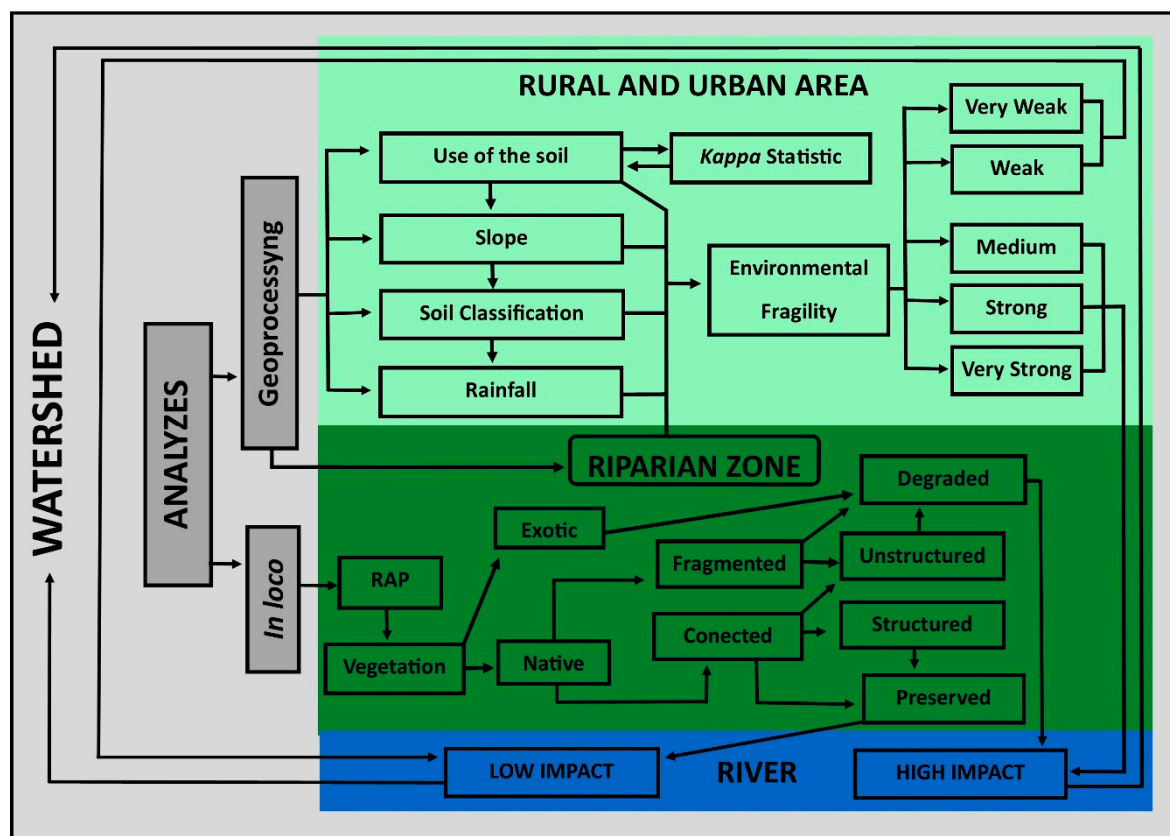 RURAL AND URBAN AREA
Very Weak
Use of the soil
Kappa Statistic
Weak
Slope
Environmental
Fragility
Medium
Soil Classification
Strong
Rainfall
Very Strong
WATERSHED
ANALYZES
Geoprocessyng
In loco
RIPARIAN ZONE
Degraded
Exotic
Fragmented
Unstructured
RAP
Conected
Structured
Vegetation
Native
Preserved
LOW IMPACT
RIVER
HIGH IMPACT